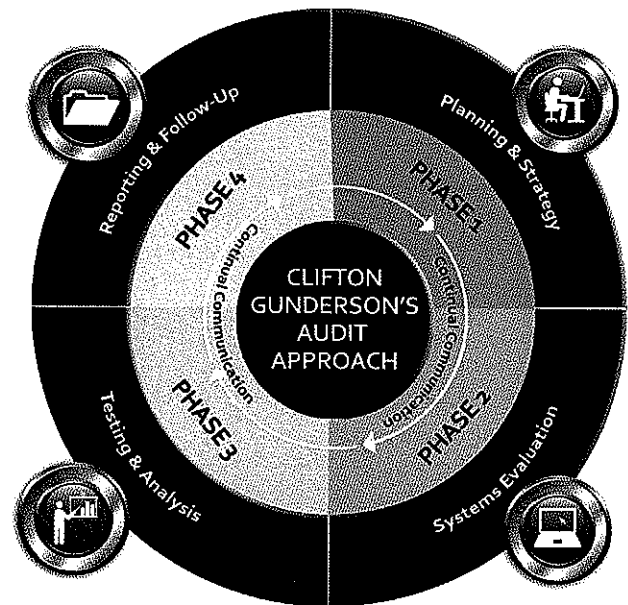 CLIFTON
GUNDERSON'S
AUDIT
APPROACH
PHASE 1
Planning & Strategy
PHASE 2
Systems Evaluation
PHASE 3
Testing & Analysis
PHASE 4
Reporting & Follow-Up
Continual Communication
Continual Communication